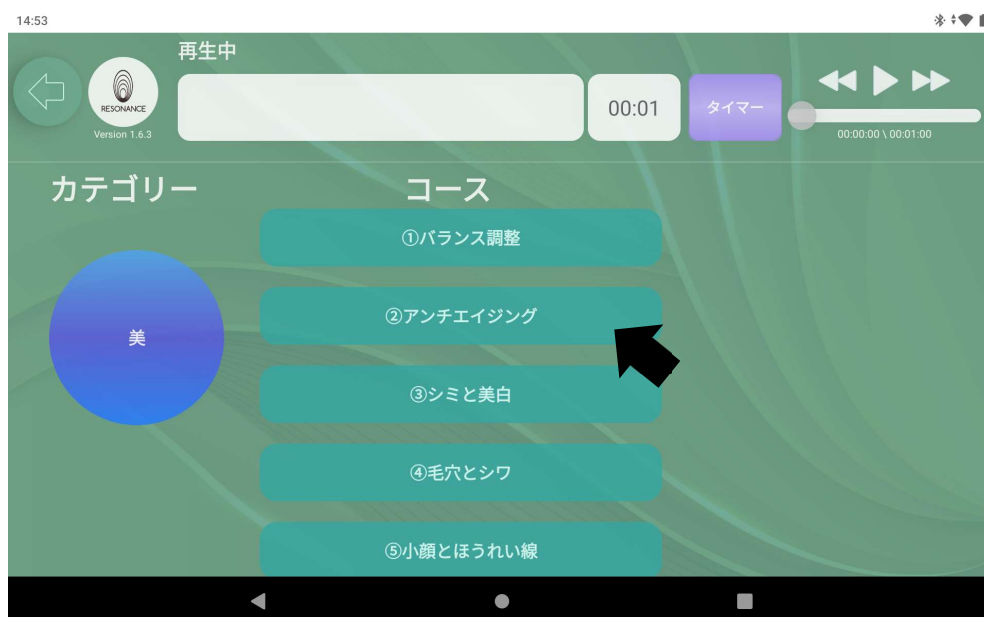 14:53
再生中
RESONANCE
Version 1.6.3
00:01
タイマー
00:00:00 \ 00:01:00
カテゴリー
コース
美
①バランス調整
②アンチエイジング
③シミと美白
④毛穴とシワ
⑤小顔とほうれい線